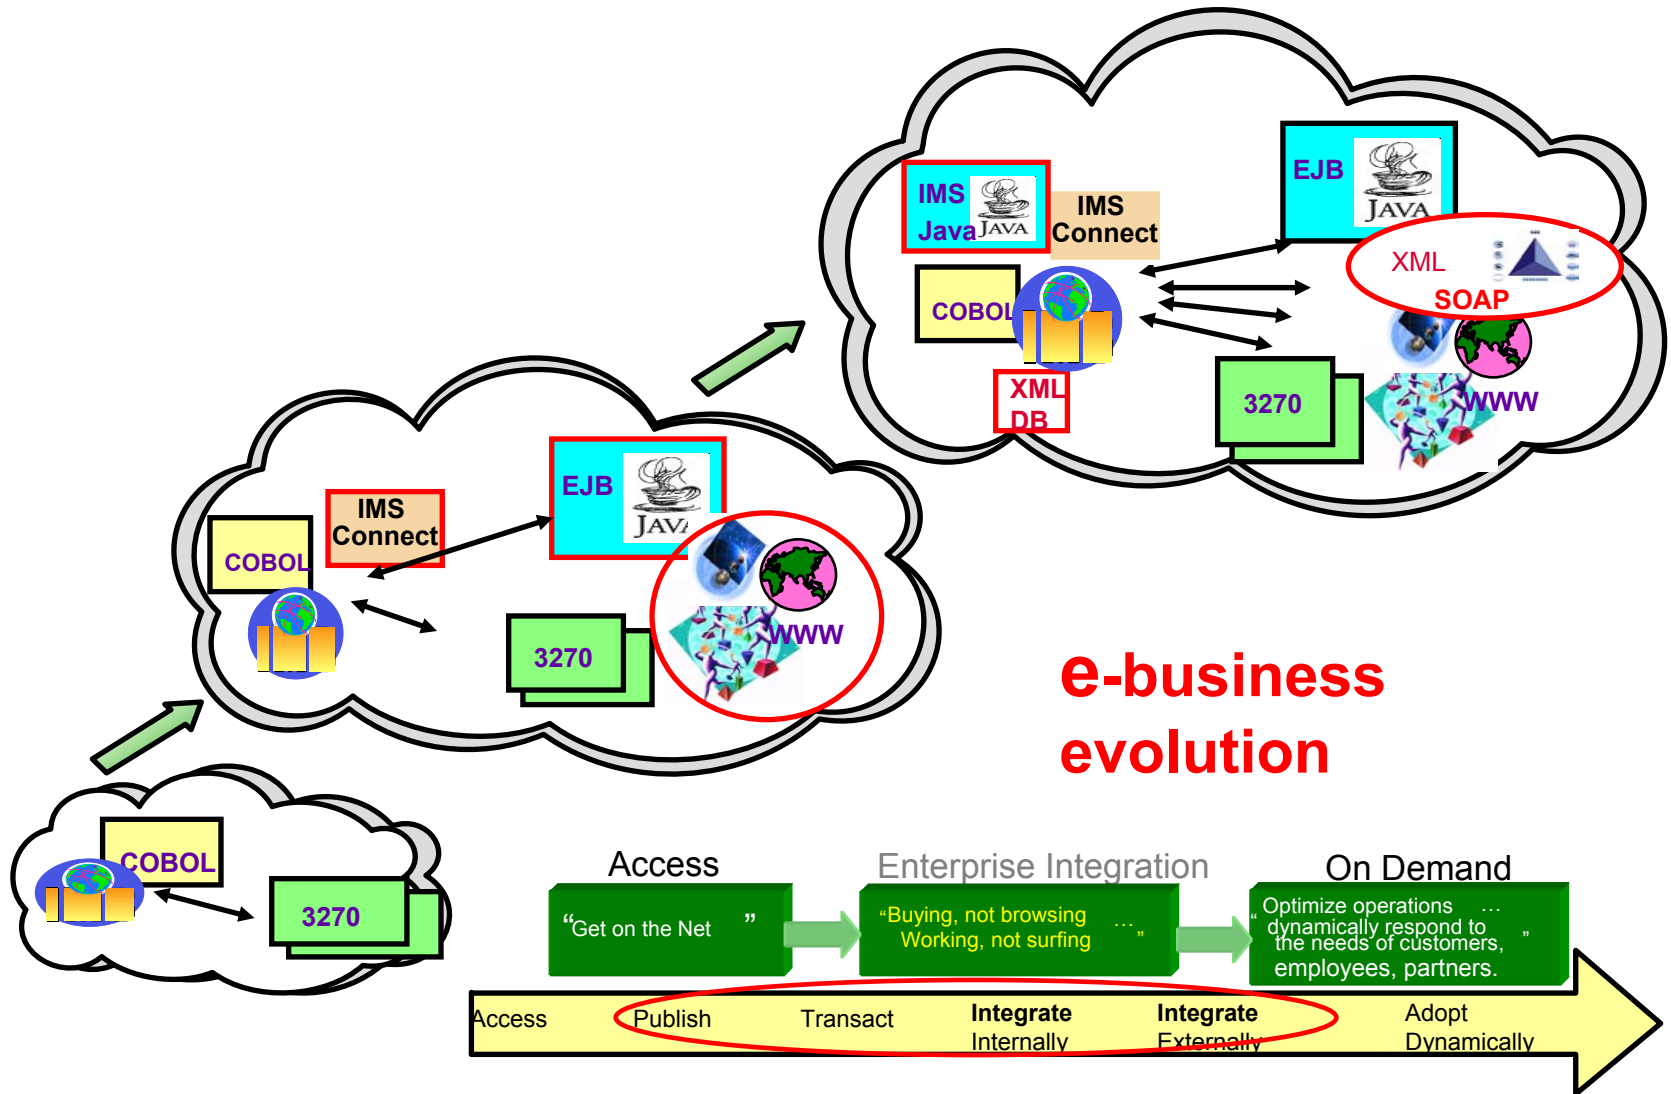 IMS
Java
JAVA
IMS
Connect
EJB
JAVA
XML
SOAP
COBOL
XML
DB
3270
WWW
IMS
Connect
EJB
JAVA
COBOL
3270
WWW
e-business
evolution
COBOL
3270
Access
Enterprise Integration
On Demand
“Get on the Net ”
“Buying, not browsing …
Working, not surfing ”
“ Optimize operations …
dynamically respond to
the needs of customers, ”
employees, partners.
Access
Publish
Transact
Integrate
Internally
Integrate
Externally
Adopt
Dynamically